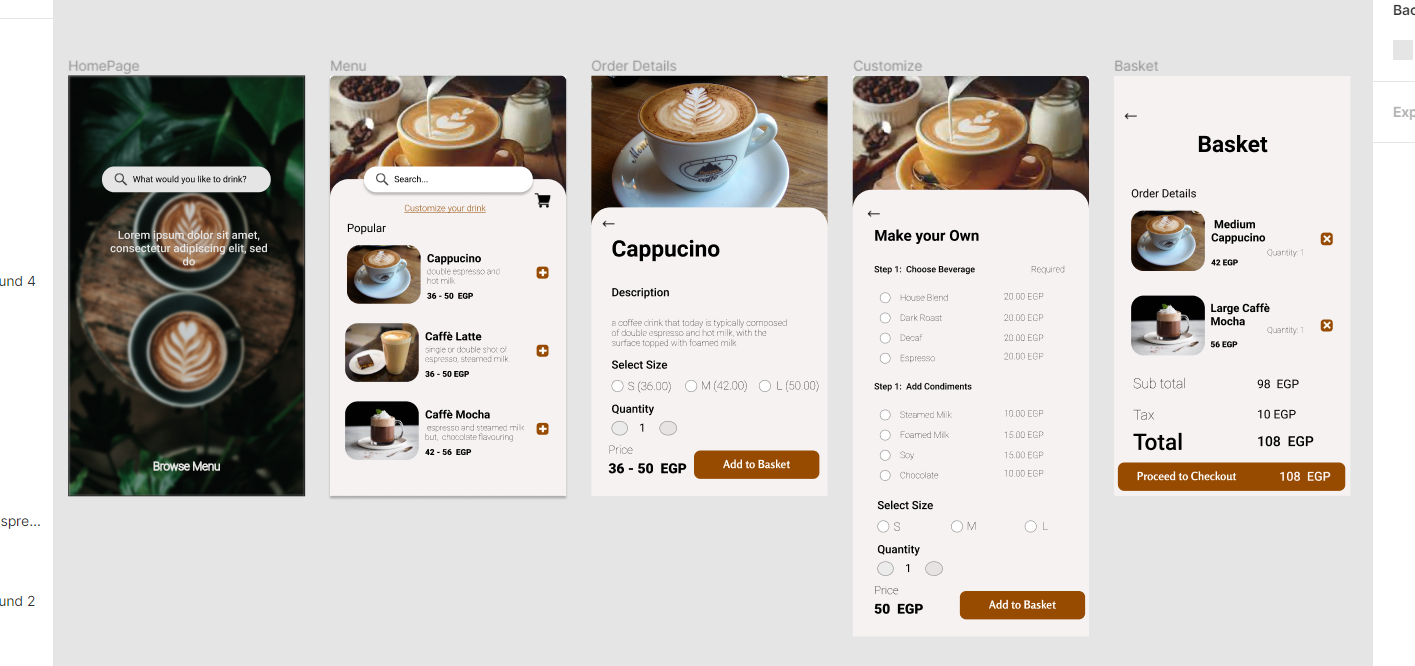 Bac
Exp
und 4
spre...
und 2
HomePage
What would you like to drink?
Lorem ipsum dolor sit amet,
consectetur adipiscing elit, sed
do
Browse Menu
Menu
Search...
Customize your drink
Popular
Cappucino
double espresso and
hot milk
36 - 50 EGP
Caffè Latte
single or double shot of
espresso, steamed milk.
36 - 50 EGP
Caffè Mocha
espresso and steamed milk
but, chocolate flavouring
42 - 56 EGP
Order Details
caffè
Cappucino
Description
a coffee drink that today is typically composed
of double espresso and hot milk, with the
surface topped with foamed milk
Select Size
S (36.00) M (42.00) L (50.00)
Quantity
1
Price
36 - 50 EGP Add to Basket
Customize
Make your Own
Step 1: Choose Beverage Required
House Blend 20.00 EGP
Dark Roast 20.00 EGP
Decaf 20.00 EGP
Espresso 20.00 EGP
Step 1: Add Condiments
Steamed Milk 10.00 EGP
Foamed Milk 15.00 EGP
Soy 15.00 EGP
Chocolate 10.00 EGP
Select Size
S M L
Quantity
1
Price
50 EGP Add to Basket
Basket
Basket
Order Details
Medium
Cappucino
Quantity: 1
42 EGP
Large Caffè
Mocha
Quantity: 1
56 EGP
Sub total 98 EGP
Tax 10 EGP
Total 108 EGP
Proceed to Checkout 108 EGP